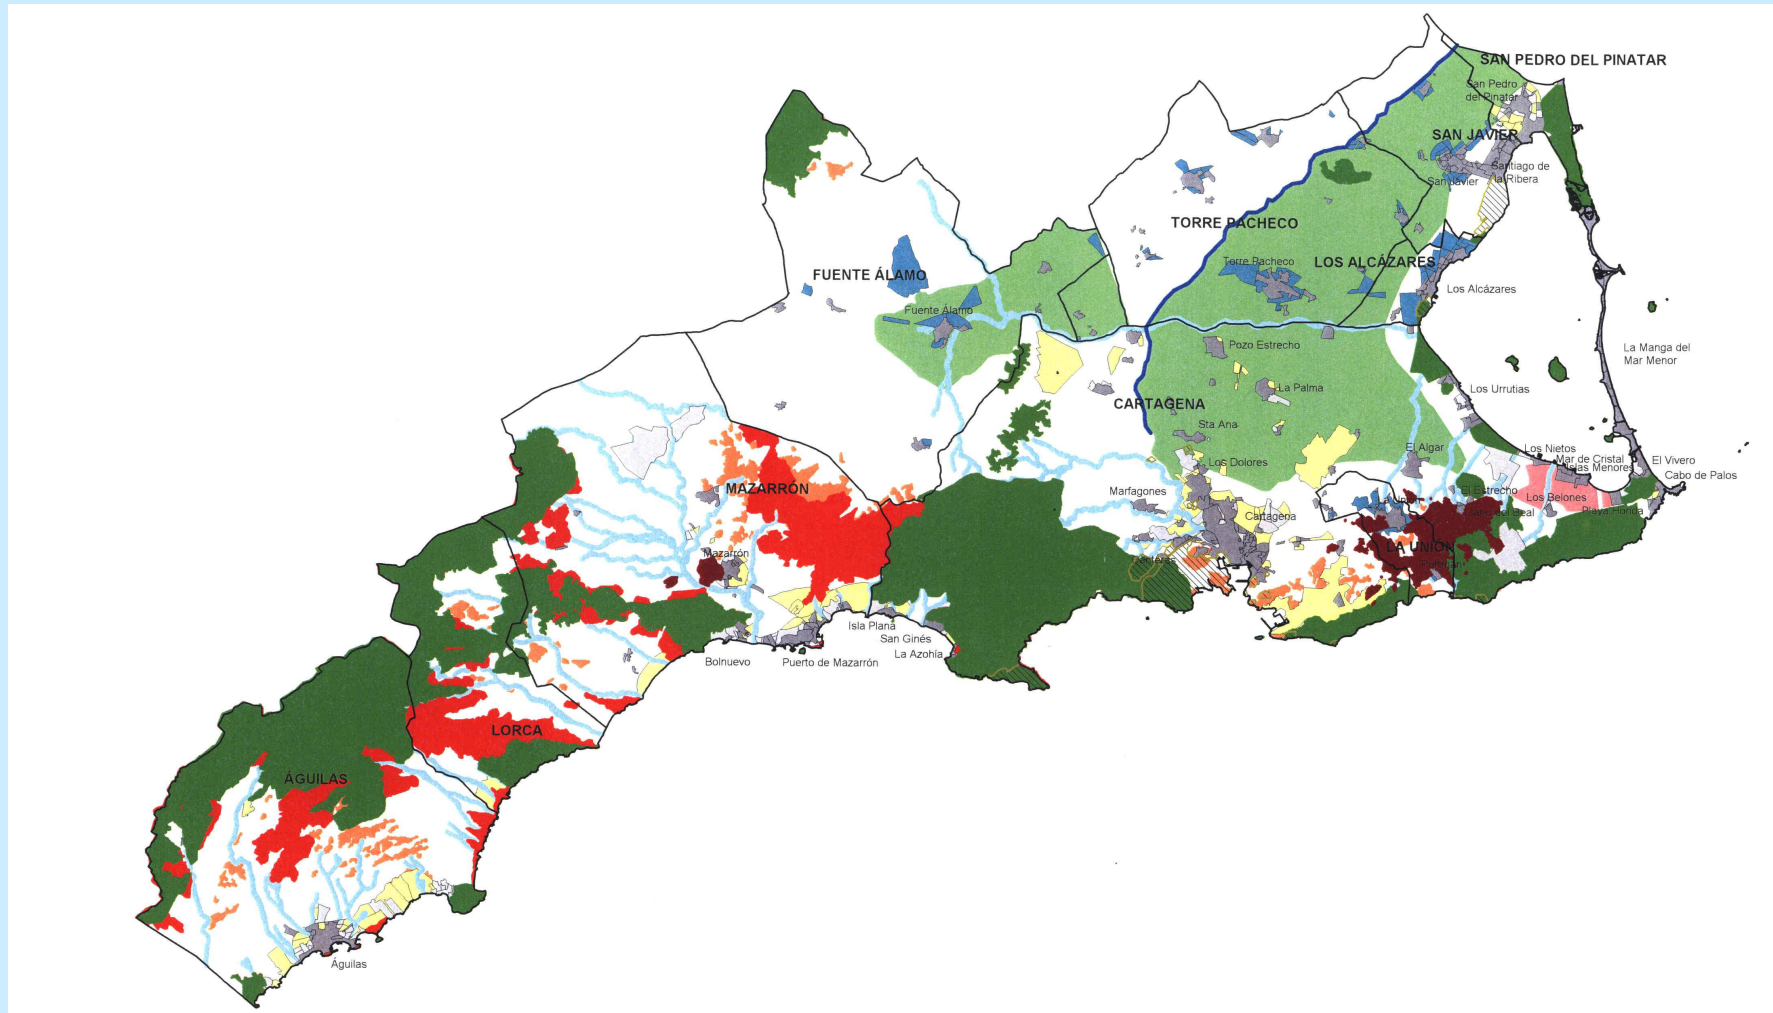 SAN PEDRO DEL PINATAR
San Pedro
del Pinatar
SAN JAVIER
Santiago de
la Ribera
San Javier
TORRE PACHECO
Torre Pacheco
LOS ALCÁZARES
Los Alcázares
FUENTE ÁLAMO
Fuente Álamo
La Manga del
Mar Menor
Pozo Estrecho
La Palma
Los Urrutias
CARTAGENA
Sta Ana
El Algar
Los Dolores
Los Nietos
Mar de Cristal
Islas Menores
El Vivero
Cabo de Palos
MAZARRÓN
Marfagones
Cartagena
La Unión
El Estrecho
Los Belones
Playa Honda
LA UNIÓN
Portmán
Mazarrón
Isla Plana
San Ginés
La Azohía
Bolnuevo
Puerto de Mazarrón
LORCA
ÁGUILAS
Águilas